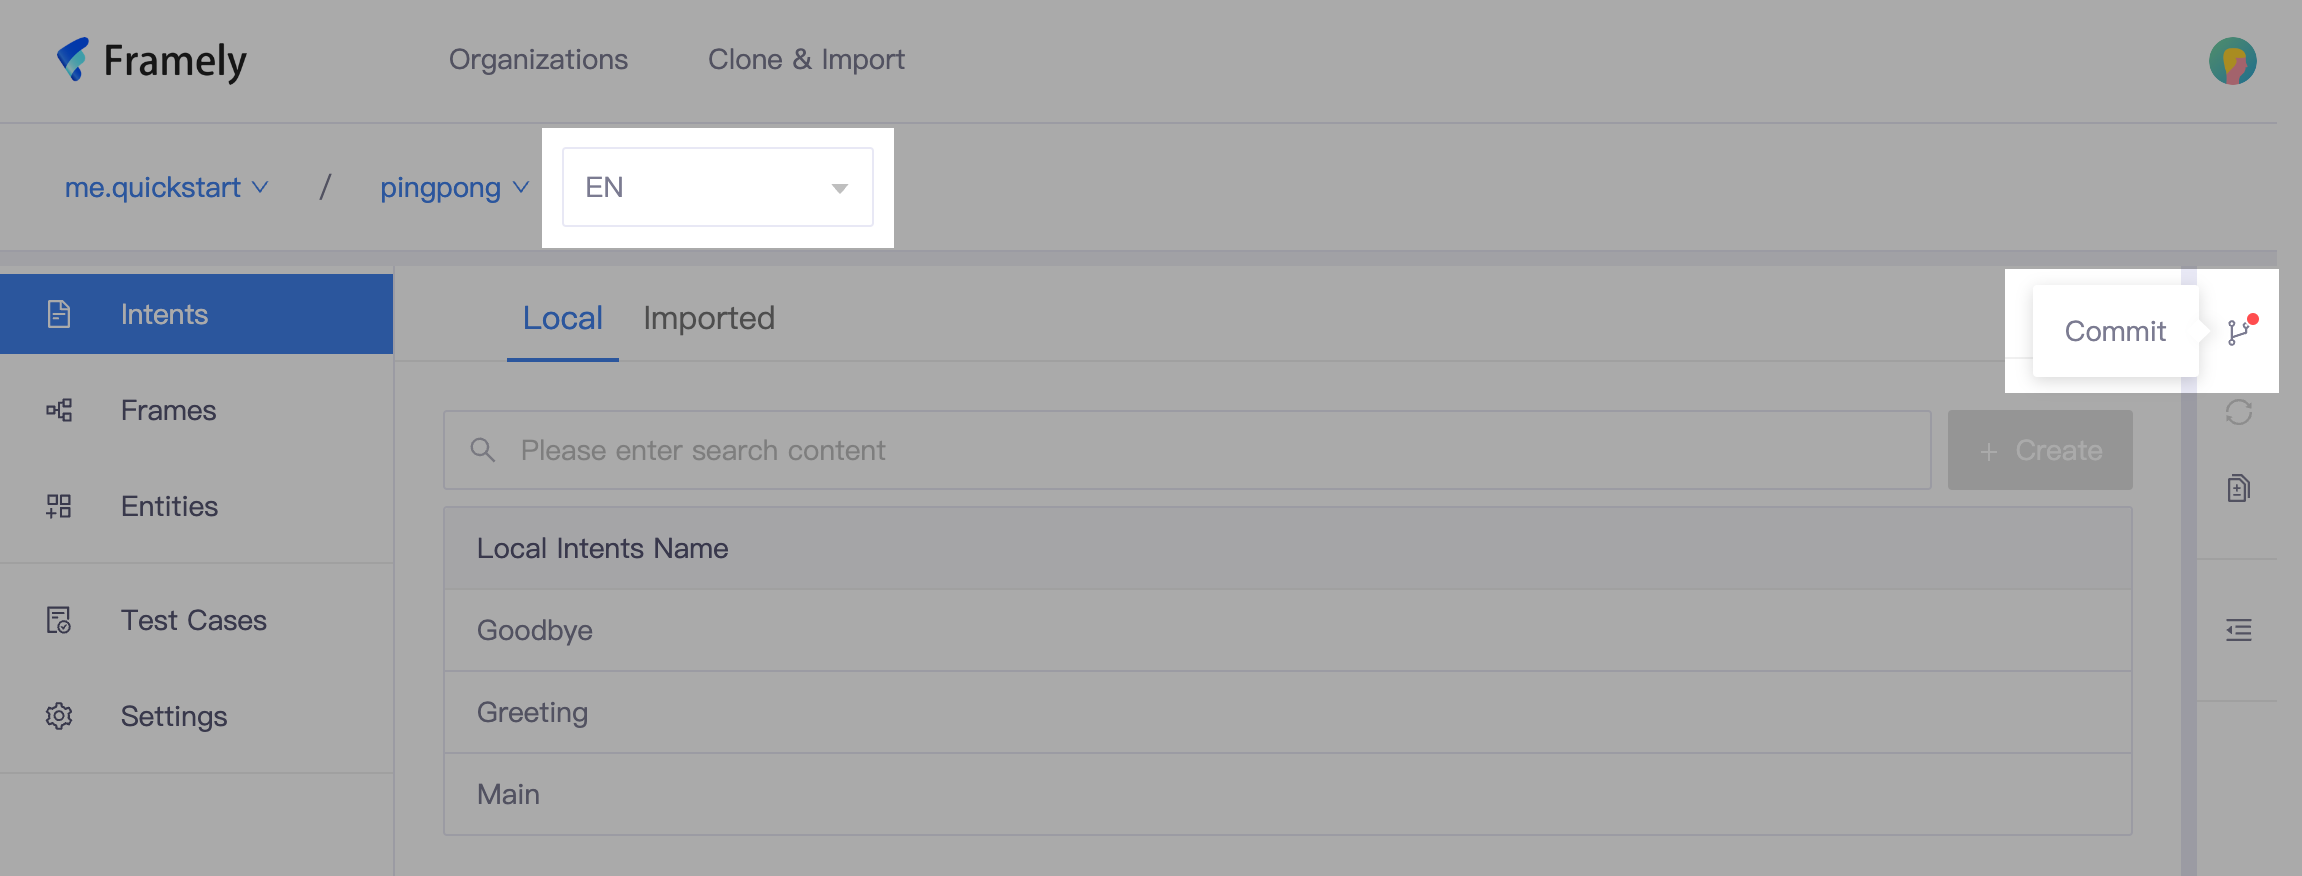 Framely
Organizations
Clone & Import
me.quickstart
/
pingpong
EN
Intents
Frames
Entities
Test Cases
Settings
Local
Imported
Commit
Please enter search content
+ Create
Local Intents Name
Goodbye
Greeting
Main